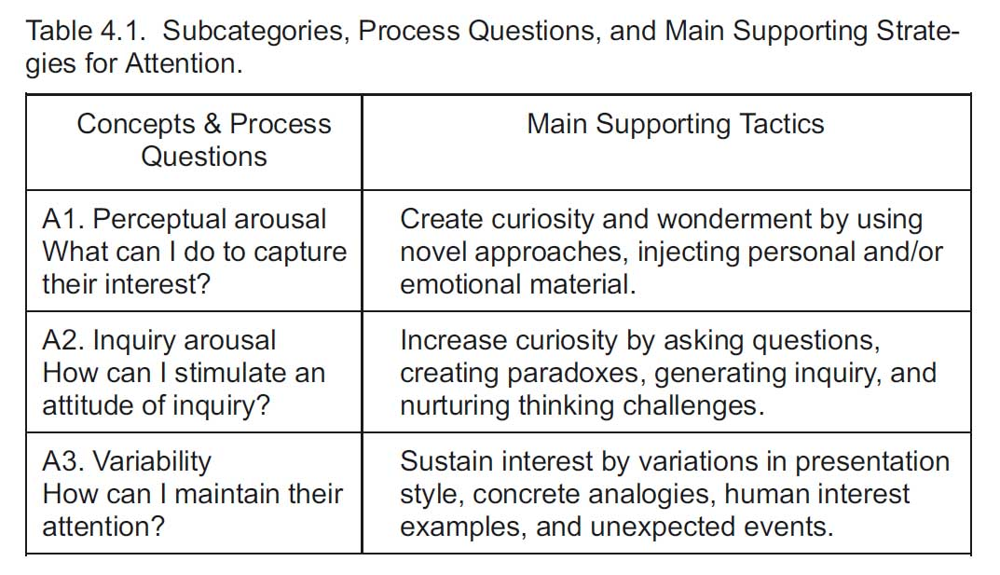 Table 4.1.  Subcategories, Process Questions, and Main Supporting Strate-
gies for Attention.
Concepts & Process
Questions
Main Supporting Tactics
A1. Perceptual arousal
What can I do to capture
their interest?
Create curiosity and wonderment by using
novel approaches, injecting personal and/or
emotional material.
A2. Inquiry arousal
How can I stimulate an
attitude of inquiry?
Increase curiosity by asking questions,
creating paradoxes, generating inquiry, and
nurturing thinking challenges.
A3. Variability
How can I maintain their
attention?
Sustain interest by variations in presentation
style, concrete analogies, human interest
examples, and unexpected events.